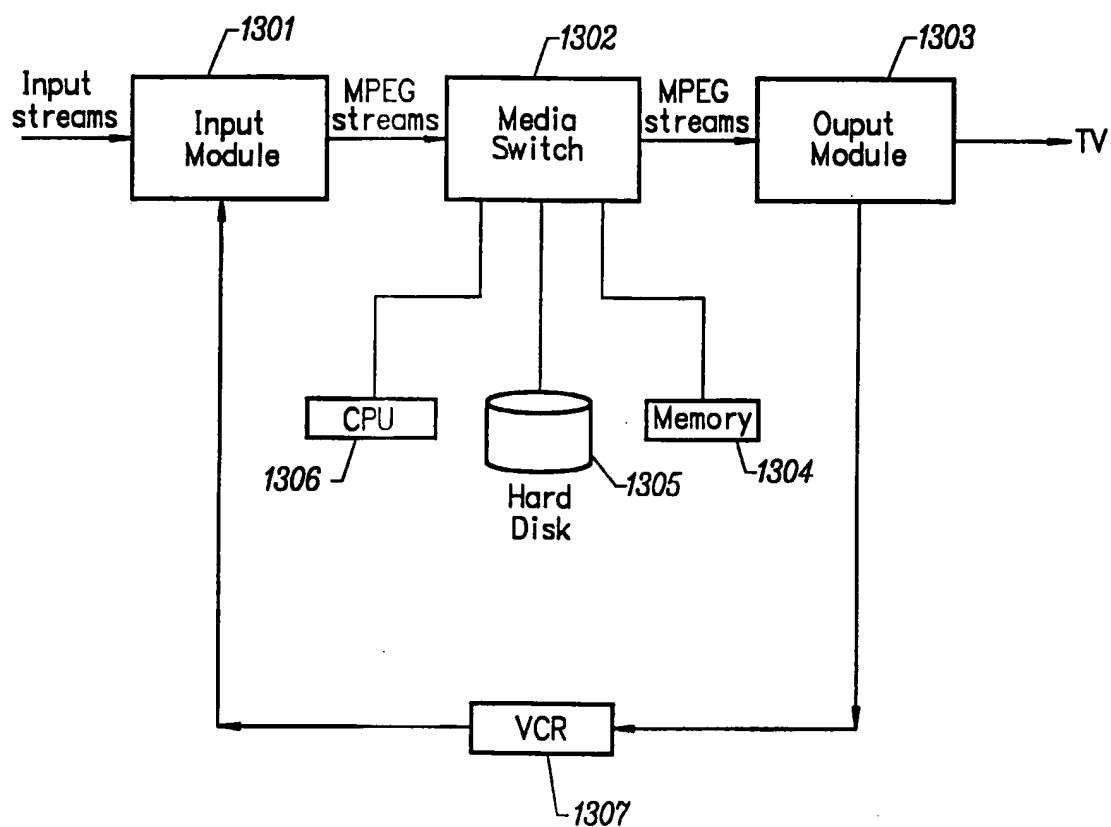 1301
1302
1303
Input
streams
Input
Module
MPEG
streams
Media
Switch
MPEG
streams
Ouput
Module
TV
CPU
1306
Hard
Disk
1305
Memory
1304
VCR
1307